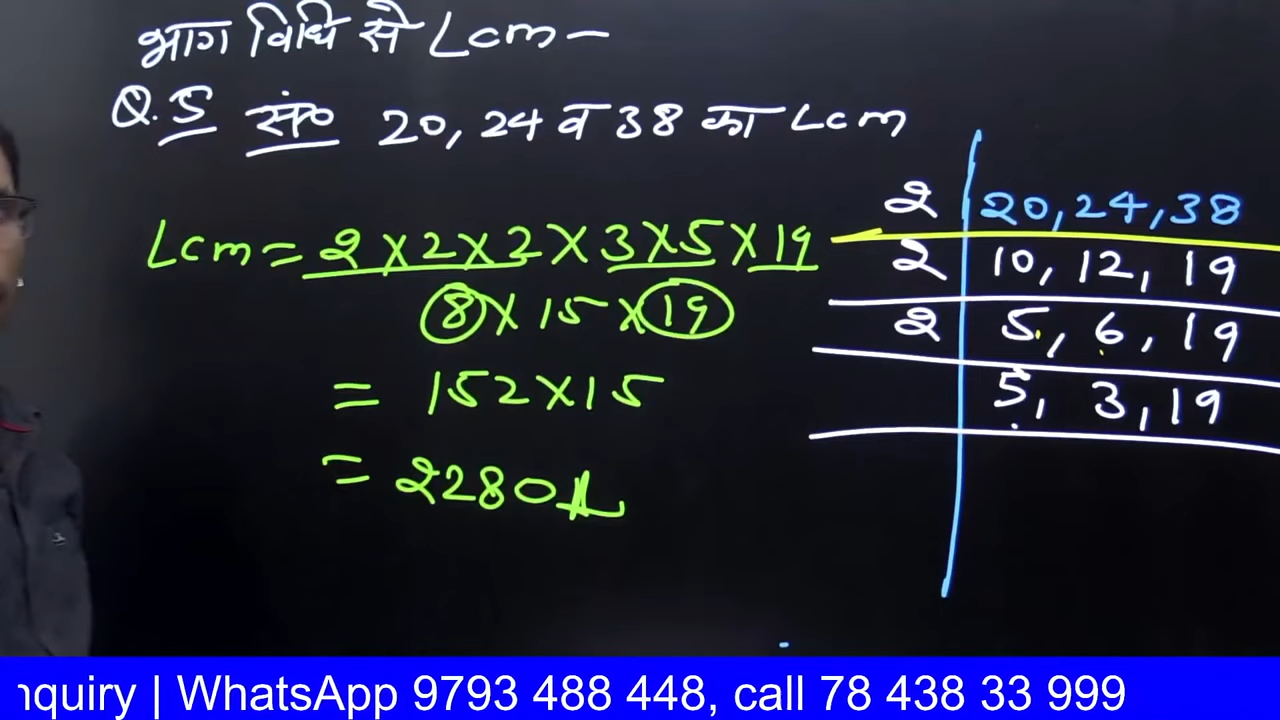 भाग विधि से Lcm –
Q.5 सं० 20, 24 व 38 का Lcm
Lcm = 2 × 2 × 2 × 3 × 5 × 19
8 × 15 × 19
= 152 × 15
= 2280
2 | 20, 24, 38
2 | 10, 12, 19
2 | 5, 6, 19
5, 3, 19
nquiry | WhatsApp 9793 488 448, call 78 438 33 999